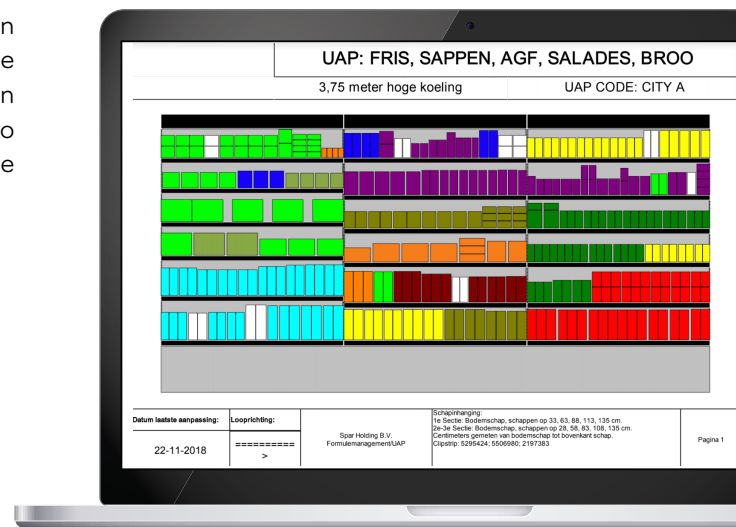 n
e
n
o
e
UAP: FRIS, SAPPEN, AGF, SALADES, BROO
3,75 meter hoge koeling
UAP CODE: CITY A
Datum laatste aanpassing:
22-11-2018
Looprichting:
==========
>
Spar Holding B.V.
Formulemanagement/UAP
Schapinhanging:
1e Sectie: Bodemschap, schappen op 33, 63, 88, 113, 135 cm.
2e-3e Sectie: Bodemschap, schappen op 28, 58, 83, 108, 135 cm.
Centimeters gemeten van bodemschap tot bovenkant schap.
Clipstrip: 5295424; 5506980; 2197383
Pagina 1